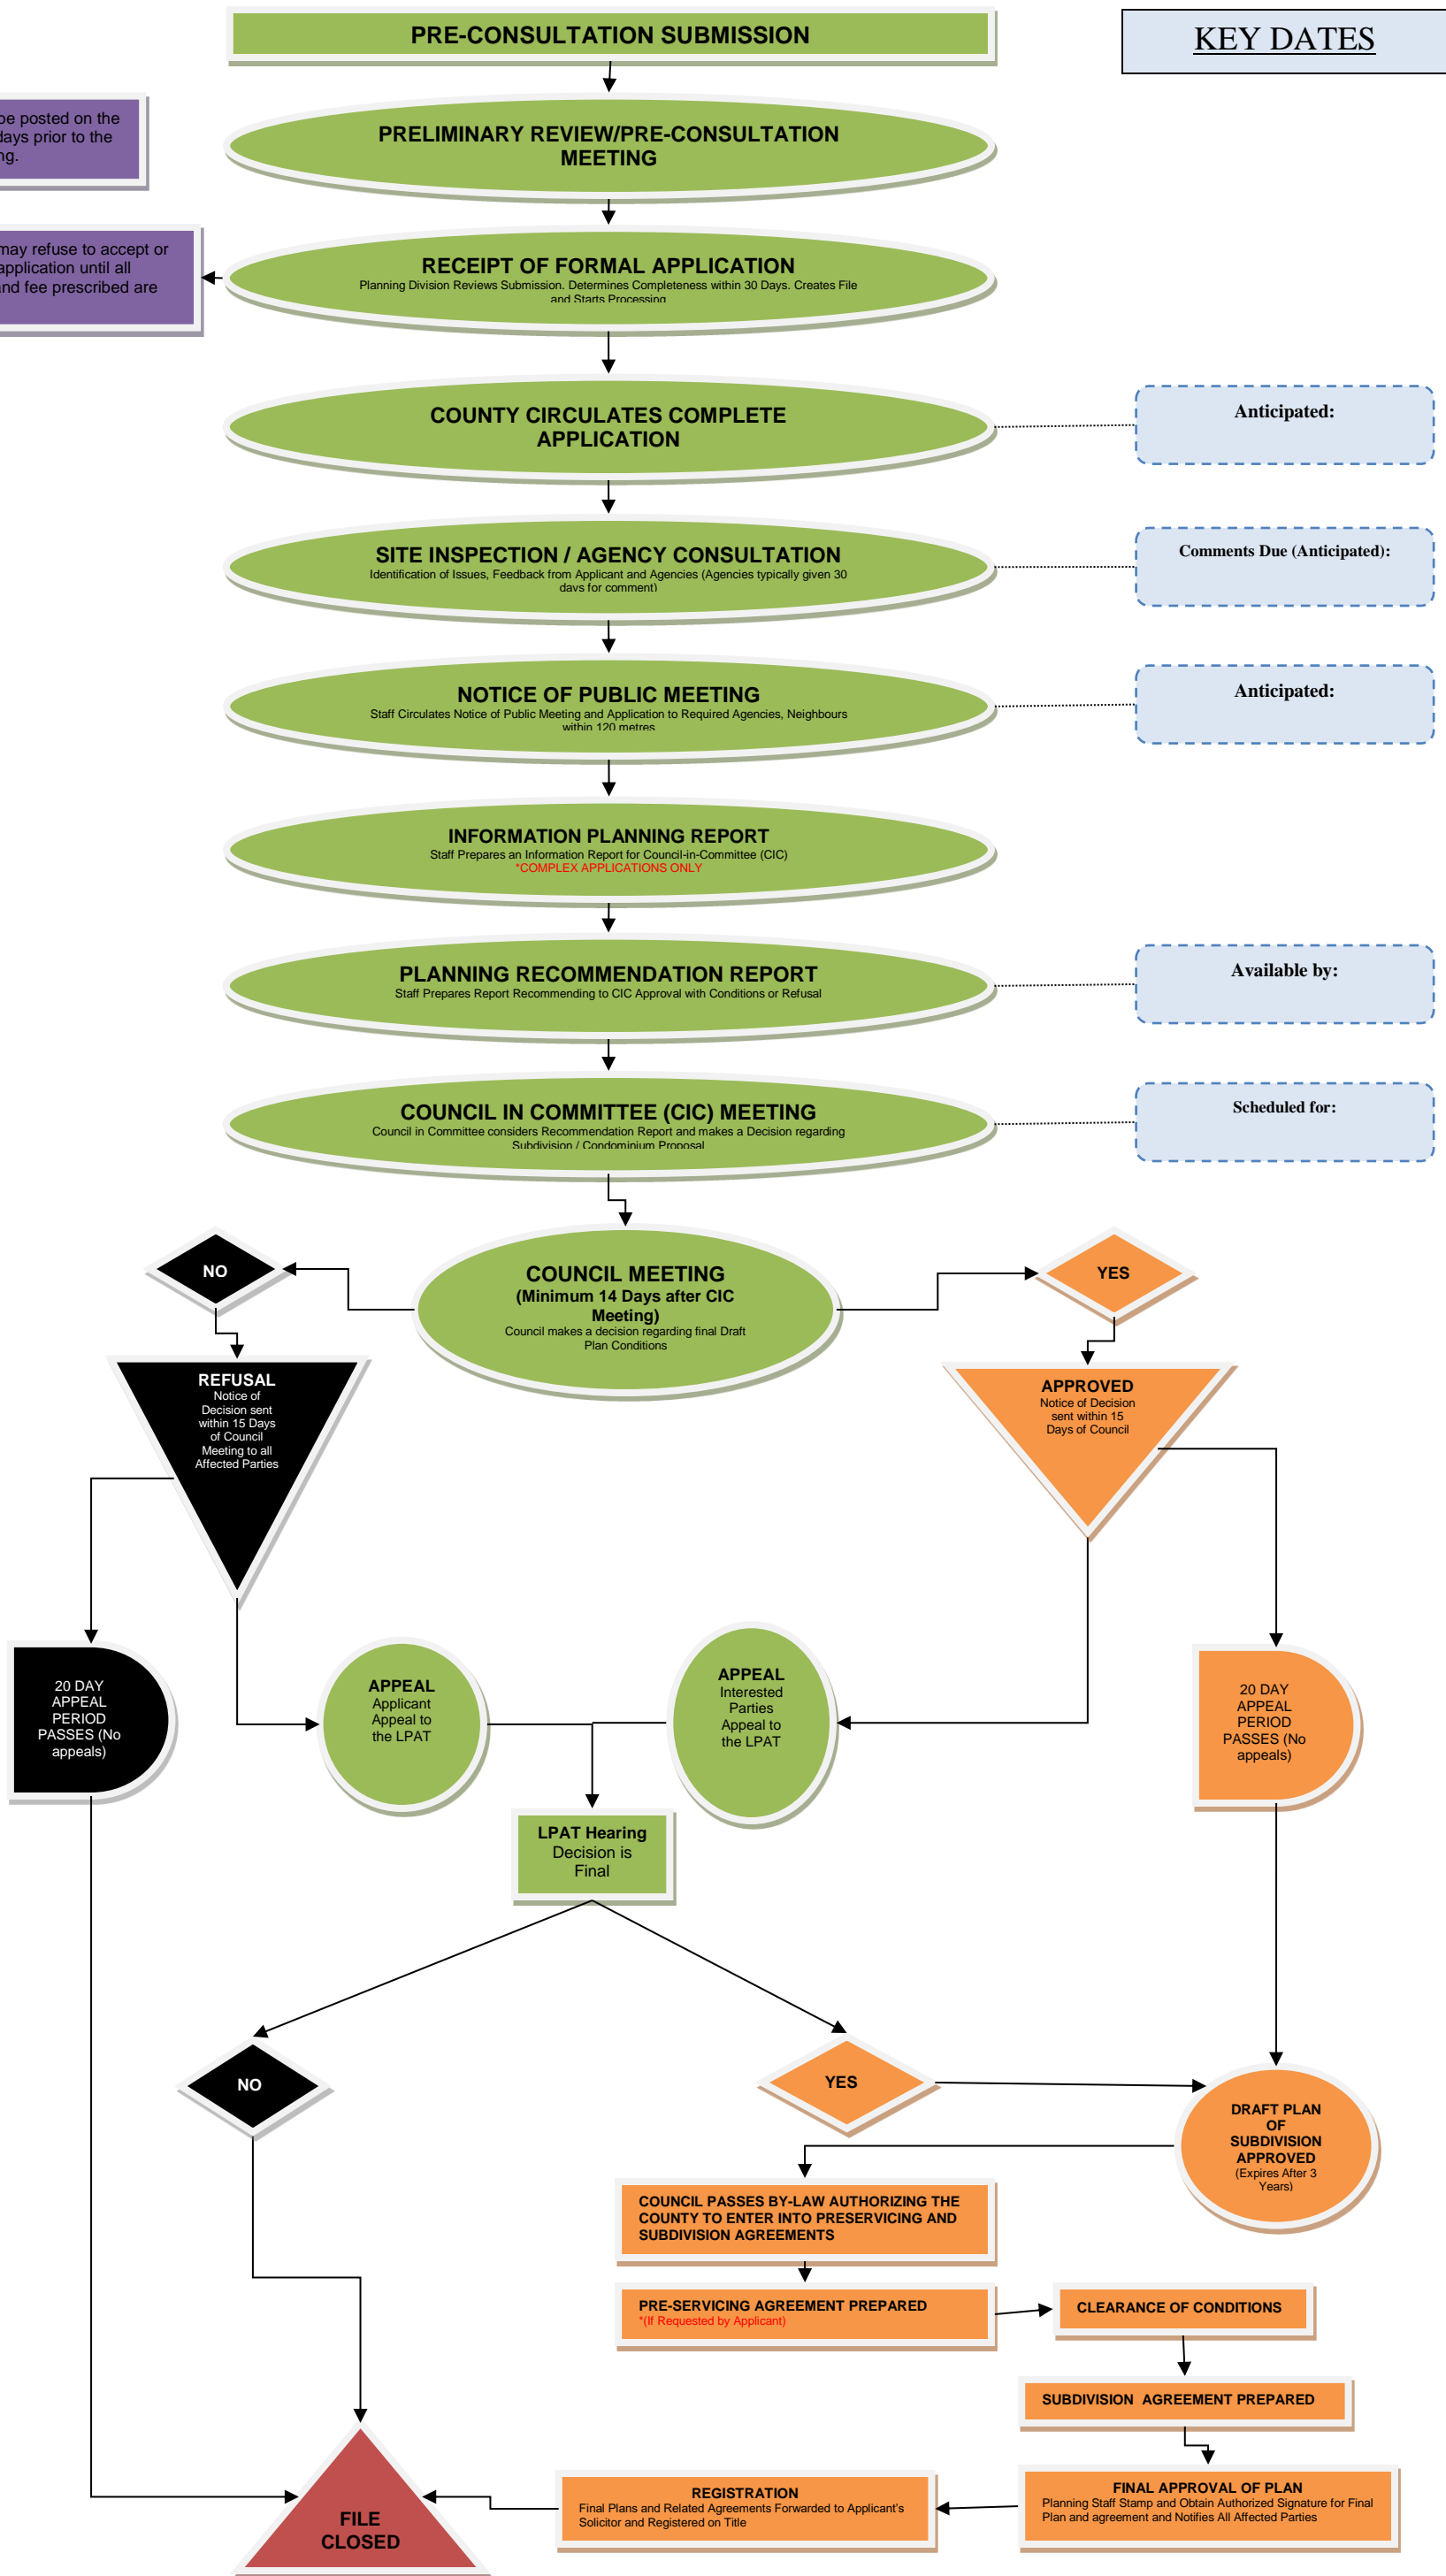 PRE-CONSULTATION SUBMISSION
KEY DATES
be posted on the
days prior to the
ng.
PRELIMINARY REVIEW/PRE-CONSULTATION
MEETING
may refuse to accept or
application until all
and fee prescribed are
RECEIPT OF FORMAL APPLICATION
Planning Division Reviews Submission. Determines Completeness within 30 Days. Creates File
and Starts Processing
COUNTY CIRCULATES COMPLETE
APPLICATION
Anticipated:
SITE INSPECTION / AGENCY CONSULTATION
Identification of Issues, Feedback from Applicant and Agencies (Agencies typically given 30
days for comment)
Comments Due (Anticipated):
NOTICE OF PUBLIC MEETING
Staff Circulates Notice of Public Meeting and Application to Required Agencies, Neighbours
within 120 metres
Anticipated:
INFORMATION PLANNING REPORT
Staff Prepares an Information Report for Council-in-Committee (CIC)
*COMPLEX APPLICATIONS ONLY
PLANNING RECOMMENDATION REPORT
Staff Prepares Report Recommending to CIC Approval with Conditions or Refusal
Available by:
COUNCIL IN COMMITTEE (CIC) MEETING
Council in Committee considers Recommendation Report and makes a Decision regarding
Subdivision / Condominium Proposal
Scheduled for:
NO
COUNCIL MEETING
(Minimum 14 Days after CIC
Meeting)
Council makes a decision regarding final Draft
Plan Conditions
YES
REFUSAL
Notice of
Decision sent
within 15 Days
of Council
Meeting to all
Affected Parties
APPROVED
Notice of Decision
sent within 15
Days of Council
20 DAY
APPEAL
PERIOD
PASSES (No
appeals)
APPEAL
Applicant
Appeal to
the LPAT
APPEAL
Interested
Parties
Appeal to
the LPAT
20 DAY
APPEAL
PERIOD
PASSES (No
appeals)
LPAT Hearing
Decision is
Final
NO
YES
DRAFT PLAN
OF
SUBDIVISION
APPROVED
(Expires After 3
Years)
COUNCIL PASSES BY-LAW AUTHORIZING THE
COUNTY TO ENTER INTO PRESERVICING AND
SUBDIVISION AGREEMENTS
PRE-SERVICING AGREEMENT PREPARED
*(If Requested by Applicant)
CLEARANCE OF CONDITIONS
SUBDIVISION AGREEMENT PREPARED
FINAL APPROVAL OF PLAN
Planning Staff Stamp and Obtain Authorized Signature for Final
Plan and agreement and Notifies All Affected Parties
REGISTRATION
Final Plans and Related Agreements Forwarded to Applicant's
Solicitor and Registered on Title
FILE
CLOSED